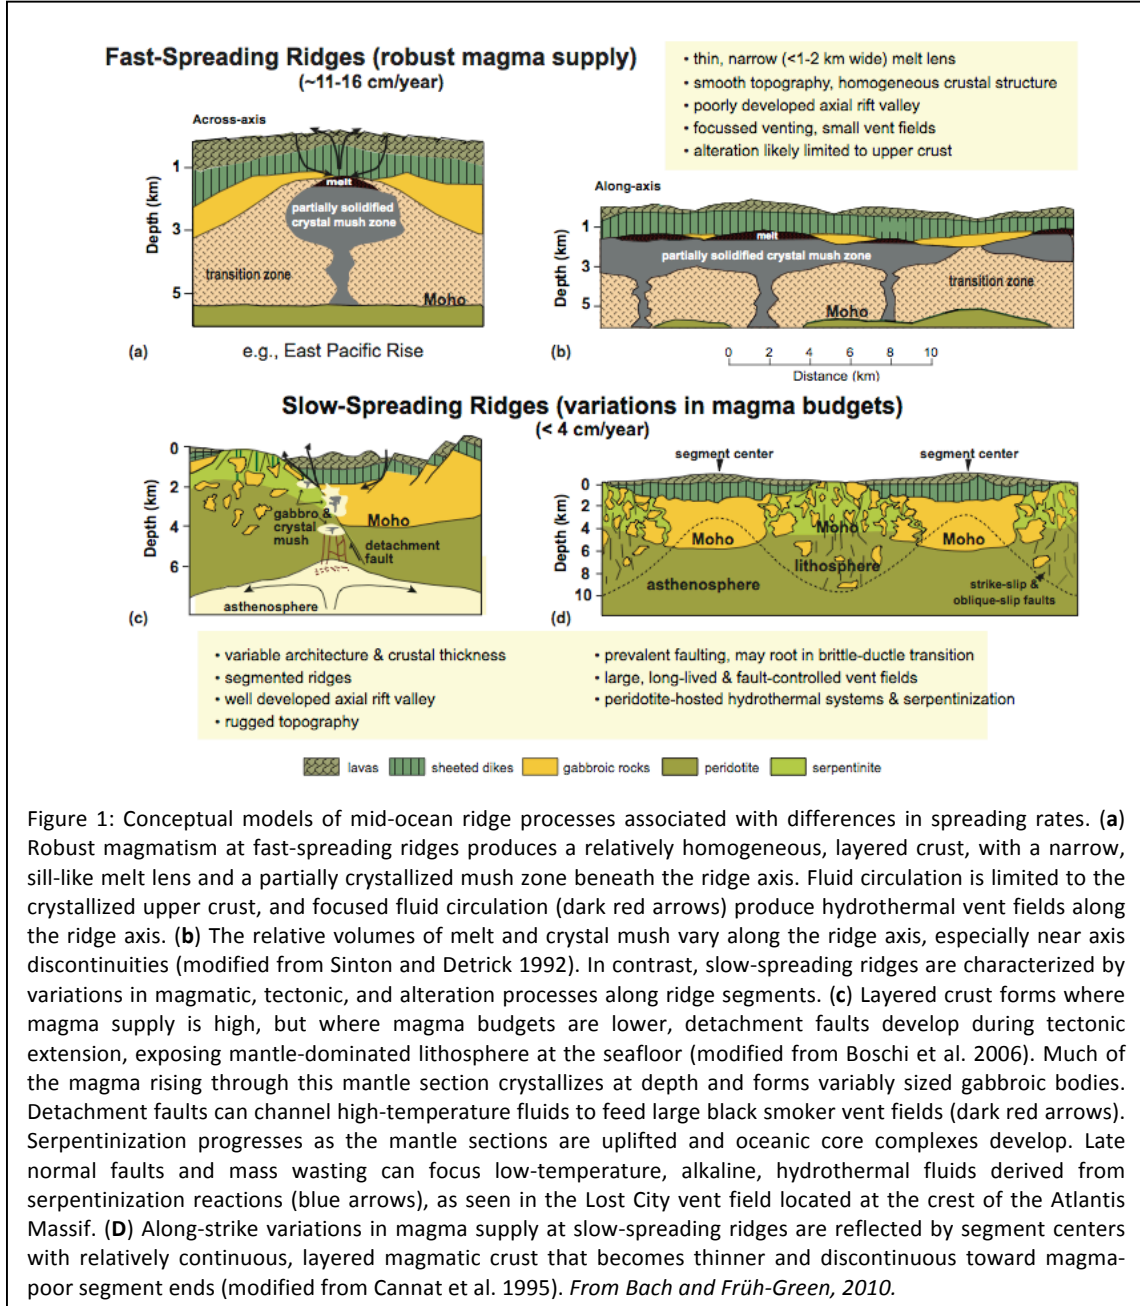 Fast-Spreading Ridges (robust magma supply)
(~11-16 cm/year)
• thin, narrow (<1-2 km wide) melt lens
• smooth topography, homogeneous crustal structure
• poorly developed axial rift valley
• focussed venting, small vent fields
• alteration likely limited to upper crust
Across-axis
1
3
5
Depth (km)
melt
partially solidified
crystal mush zone
transition zone
Moho
(a)
e.g., East Pacific Rise
Along-axis
1
3
5
Depth (km)
melt
partially solidified crystal mush zone
transition zone
Moho
(b)
0 2 4 6 8 10
Distance (km)
Slow-Spreading Ridges (variations in magma budgets)
(< 4 cm/year)
0
2
4
6
Depth (km)
gabbro &
crystal
mush
Moho
detachment
fault
asthenosphere
(c)
segment center
segment center
0
2
4
6
8
10
Depth (km)
Moho
Moho
Moho
lithosphere
asthenosphere
strike-slip &
oblique-slip faults
(d)
• variable architecture & crustal thickness
• segmented ridges
• well developed axial rift valley
• rugged topography
• prevalent faulting, may root in brittle-ductle transition
• large, long-lived & fault-controlled vent fields
• peridotite-hosted hydrothermal systems & serpentinization
lavas sheeted dikes gabbroic rocks peridotite serpentinite
Figure 1: Conceptual models of mid-ocean ridge processes associated with differences in spreading rates. (a)
Robust magmatism at fast-spreading ridges produces a relatively homogeneous, layered crust, with a narrow,
sill-like melt lens and a partially crystallized mush zone beneath the ridge axis. Fluid circulation is limited to the
crystallized upper crust, and focused fluid circulation (dark red arrows) produce hydrothermal vent fields along
the ridge axis. (b) The relative volumes of melt and crystal mush vary along the ridge axis, especially near axis
discontinuities (modified from Sinton and Detrick 1992). In contrast, slow-spreading ridges are characterized by
variations in magmatic, tectonic, and alteration processes along ridge segments. (c) Layered crust forms where
magma supply is high, but where magma budgets are lower, detachment faults develop during tectonic
extension, exposing mantle-dominated lithosphere at the seafloor (modified from Boschi et al. 2006). Much of
the magma rising through this mantle section crystallizes at depth and forms variably sized gabbroic bodies.
Detachment faults can channel high-temperature fluids to feed large black smoker vent fields (dark red arrows).
Serpentinization progresses as the mantle sections are uplifted and oceanic core complexes develop. Late
normal faults and mass wasting can focus low-temperature, alkaline, hydrothermal fluids derived from
serpentinization reactions (blue arrows), as seen in the Lost City vent field located at the crest of the Atlantis
Massif. (D) Along-strike variations in magma supply at slow-spreading ridges are reflected by segment centers
with relatively continuous, layered magmatic crust that becomes thinner and discontinuous toward magma-
poor segment ends (modified from Cannat et al. 1995). From Bach and Früh-Green, 2010.